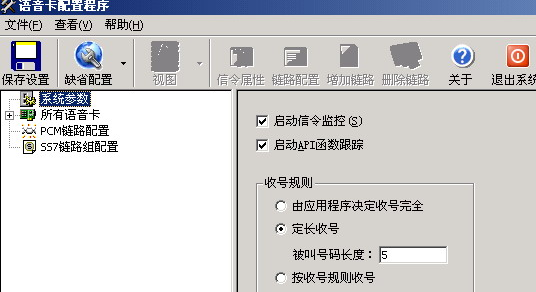 语音卡配置程序
文件(F) 查看(V) 帮助(H)
保存设置 缺省配置 视图 信令属性 链路配置 增加链路 删除链路 关于 退出系统
系统参数
所有语音卡
PCM链路配置
SS7链路组配置
启动信令监控(S)
启动API函数跟踪
收号规则
由应用程序决定收号完全
定长收号
被叫号码长度： 5
按收号规则收号